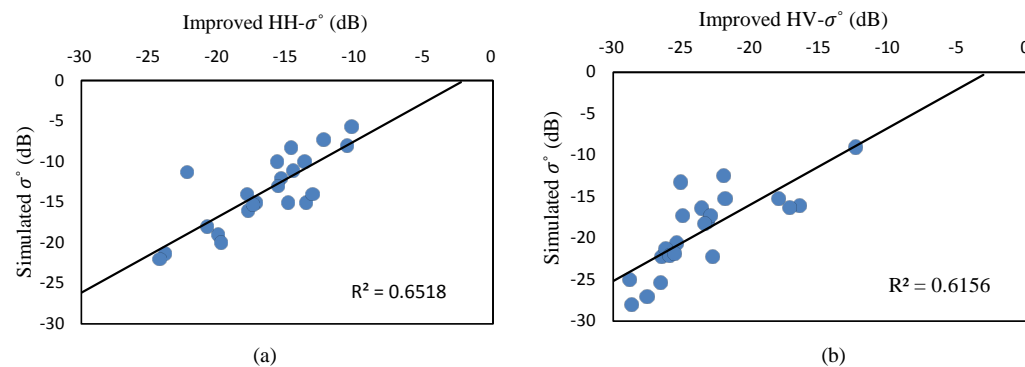 Improved HH-σ° (dB)
-30 -25 -20 -15 -10 -5 0
0
-5
-10
-15
-20
-25
-30
Simulated σ° (dB)
R² = 0.6518
(a)
Improved HV-σ° (dB)
-30 -25 -20 -15 -10 -5 0
0
-5
-10
-15
-20
-25
-30
Simulated σ° (dB)
R² = 0.6156
(b)